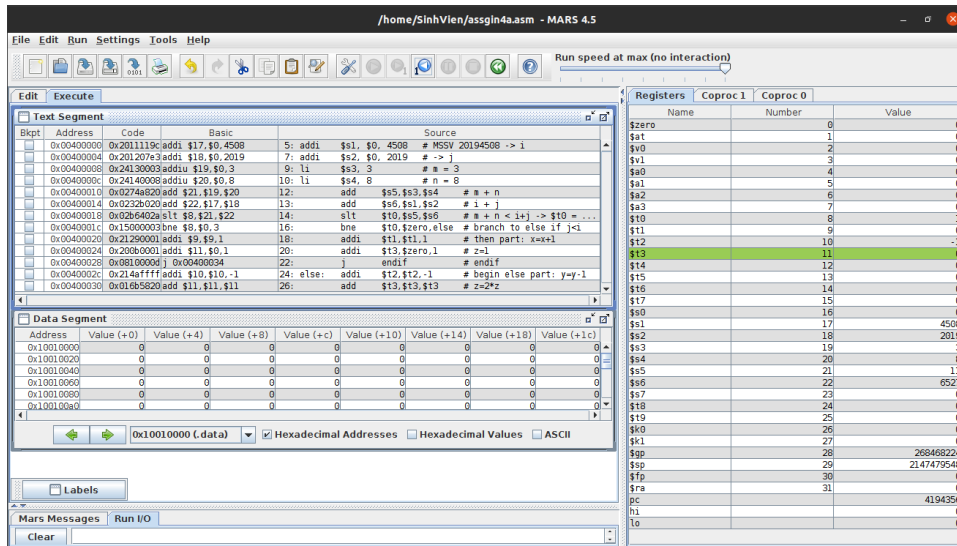 /home/SinhVien/assgin4a.asm - MARS 4.5
File Edit Run Settings Tools Help
Run speed at max (no interaction)
Edit Execute
Text Segment
Bkpt Address Code Basic Source
0x00400000 0x2011119c addi $17,$0,4508 5: addi $s1, $0, 4508 # MSSV 20194508 -> i
0x00400004 0x201207e3 addi $18,$0,2019 7: addi $s2, $0, 2019 # -> j
0x00400008 0x24130003 addiu $19,$0,3 9: li $s3, 3 # m = 3
0x0040000c 0x24140008 addiu $20,$0,8 10: li $s4, 8 # n = 8
0x00400010 0x0274a820 add $21,$19,$20 12: add $s5,$s3,$s4 # m + n
0x00400014 0x0232b020 add $22,$17,$18 13: add $s6,$s1,$s2 # i + j
0x00400018 0x02b6402a slt $8,$21,$22 14: slt $t0,$s5,$s6 # m + n < i+j -> $t0 = ...
0x0040001c 0x15000003 bne $8,$0,3 16: bne $t0,$zero,else # branch to else if j<i
0x00400020 0x21290001 addi $9,$9,1 18: addi $t1,$t1,1 # then part: x=x+1
0x00400024 0x200b0001 addi $11,$0,1 20: addi $t3,$zero,1 # z=1
0x00400028 0x0810000d j 0x00400034 22: j endif # endif
0x0040002c 0x214affff addi $10,$10,-1 24: else: addi $t2,$t2,-1 # begin else part: y=y-1
0x00400030 0x016b5820 add $11,$11,$11 26: add $t3,$t3,$t3 # z=2*z
Data Segment
Address Value (+0) Value (+4) Value (+8) Value (+c) Value (+10) Value (+14) Value (+18) Value (+1c)
0x10010000 0 0 0 0 0 0 0 0
0x10010020 0 0 0 0 0 0 0 0
0x10010040 0 0 0 0 0 0 0 0
0x10010060 0 0 0 0 0 0 0 0
0x10010080 0 0 0 0 0 0 0 0
0x100100a0 0 0 0 0 0 0 0 0
0x10010000 (.data) Hexadecimal Addresses Hexadecimal Values ASCII
Labels
Mars Messages Run I/O
Clear
Registers Coproc 1 Coproc 0
Name Number Value
$zero 0
$at 1
$v0 2
$v1 3
$a0 4
$a1 5
$a2 6
$a3 7
$t0 8
$t1 9
$t2 10
$t3 11
$t4 12
$t5 13
$t6 14
$t7 15
$s0 16
$s1 17 450
$s2 18 201
$s3 19
$s4 20
$s5 21 1
$s6 22 652
$s7 23
$t8 24
$t9 25
$k0 26
$k1 27
$gp 28 26846822
$sp 29 214747954
$fp 30
$ra 31
pc 419435
hi
lo